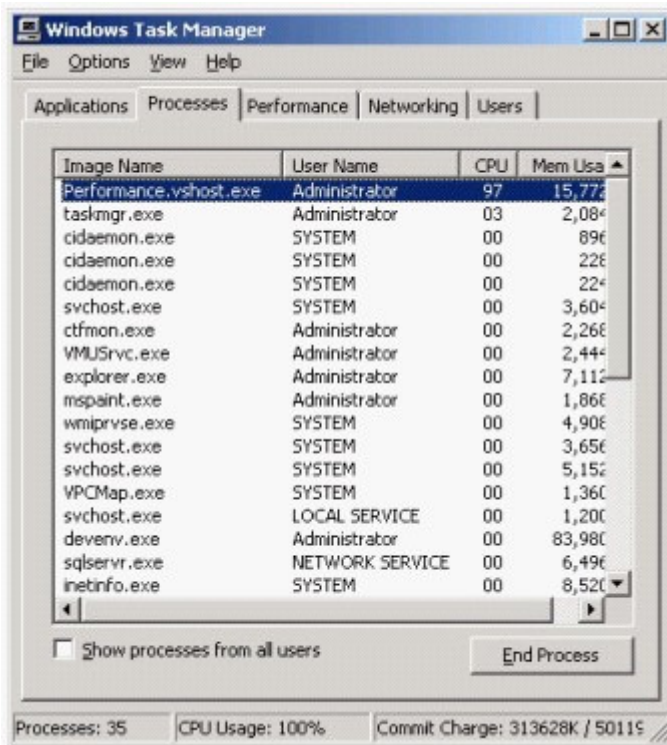 Windows Task Manager
File Options View Help
Applications Processes Performance Networking Users
Image Name User Name CPU Mem Usa
Performance.vshost.exe Administrator 97 15,772
taskmgr.exe Administrator 03 2,084
cidaemon.exe SYSTEM 00 896
cidaemon.exe SYSTEM 00 228
cidaemon.exe SYSTEM 00 224
svchost.exe SYSTEM 00 3,604
ctfmon.exe Administrator 00 2,268
VMUSrvc.exe Administrator 00 2,444
explorer.exe Administrator 00 7,112
mspaint.exe Administrator 00 1,868
wmiprvse.exe SYSTEM 00 4,908
svchost.exe SYSTEM 00 3,656
svchost.exe SYSTEM 00 5,152
VPCMap.exe SYSTEM 00 1,360
svchost.exe LOCAL SERVICE 00 1,200
devenv.exe Administrator 00 83,980
sqlservr.exe NETWORK SERVICE 00 6,496
inetinfo.exe SYSTEM 00 8,520
Show processes from all users End Process
Processes: 35 CPU Usage: 100% Commit Charge: 313628K / 50119